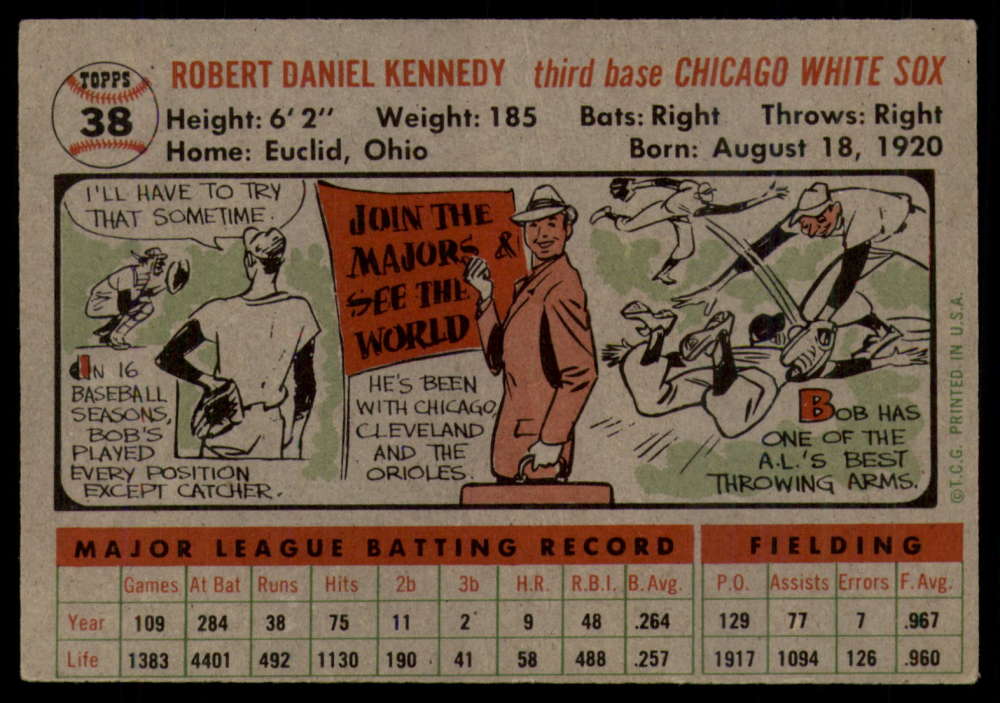 TOPPS
38
ROBERT DANIEL KENNEDY third base CHICAGO WHITE SOX
Height: 6' 2" Weight: 185 Bats: Right Throws: Right
Home: Euclid, Ohio Born: August 18, 1920
I'LL HAVE TO TRY
THAT SOMETIME.
IN 16
BASEBALL
SEASONS,
BOB'S
PLAYED
EVERY POSITION
EXCEPT CATCHER.
JOIN THE
MAJORS &
SEE THE
WORLD
HE'S BEEN
WITH CHICAGO,
CLEVELAND
AND THE
ORIOLES.
BOB HAS
ONE OF THE
A.L.'S BEST
THROWING ARMS.
©T.C.G. PRINTED IN U.S.A.
MAJOR LEAGUE BATTING RECORD FIELDING
Games At Bat Runs Hits 2b 3b H.R. R.B.I. B. Avg. P.O. Assists Errors F. Avg.
Year 109 284 38 75 11 2 9 48 .264 129 77 7 .967
Life 1383 4401 492 1130 190 41 58 488 .257 1917 1094 126 .960